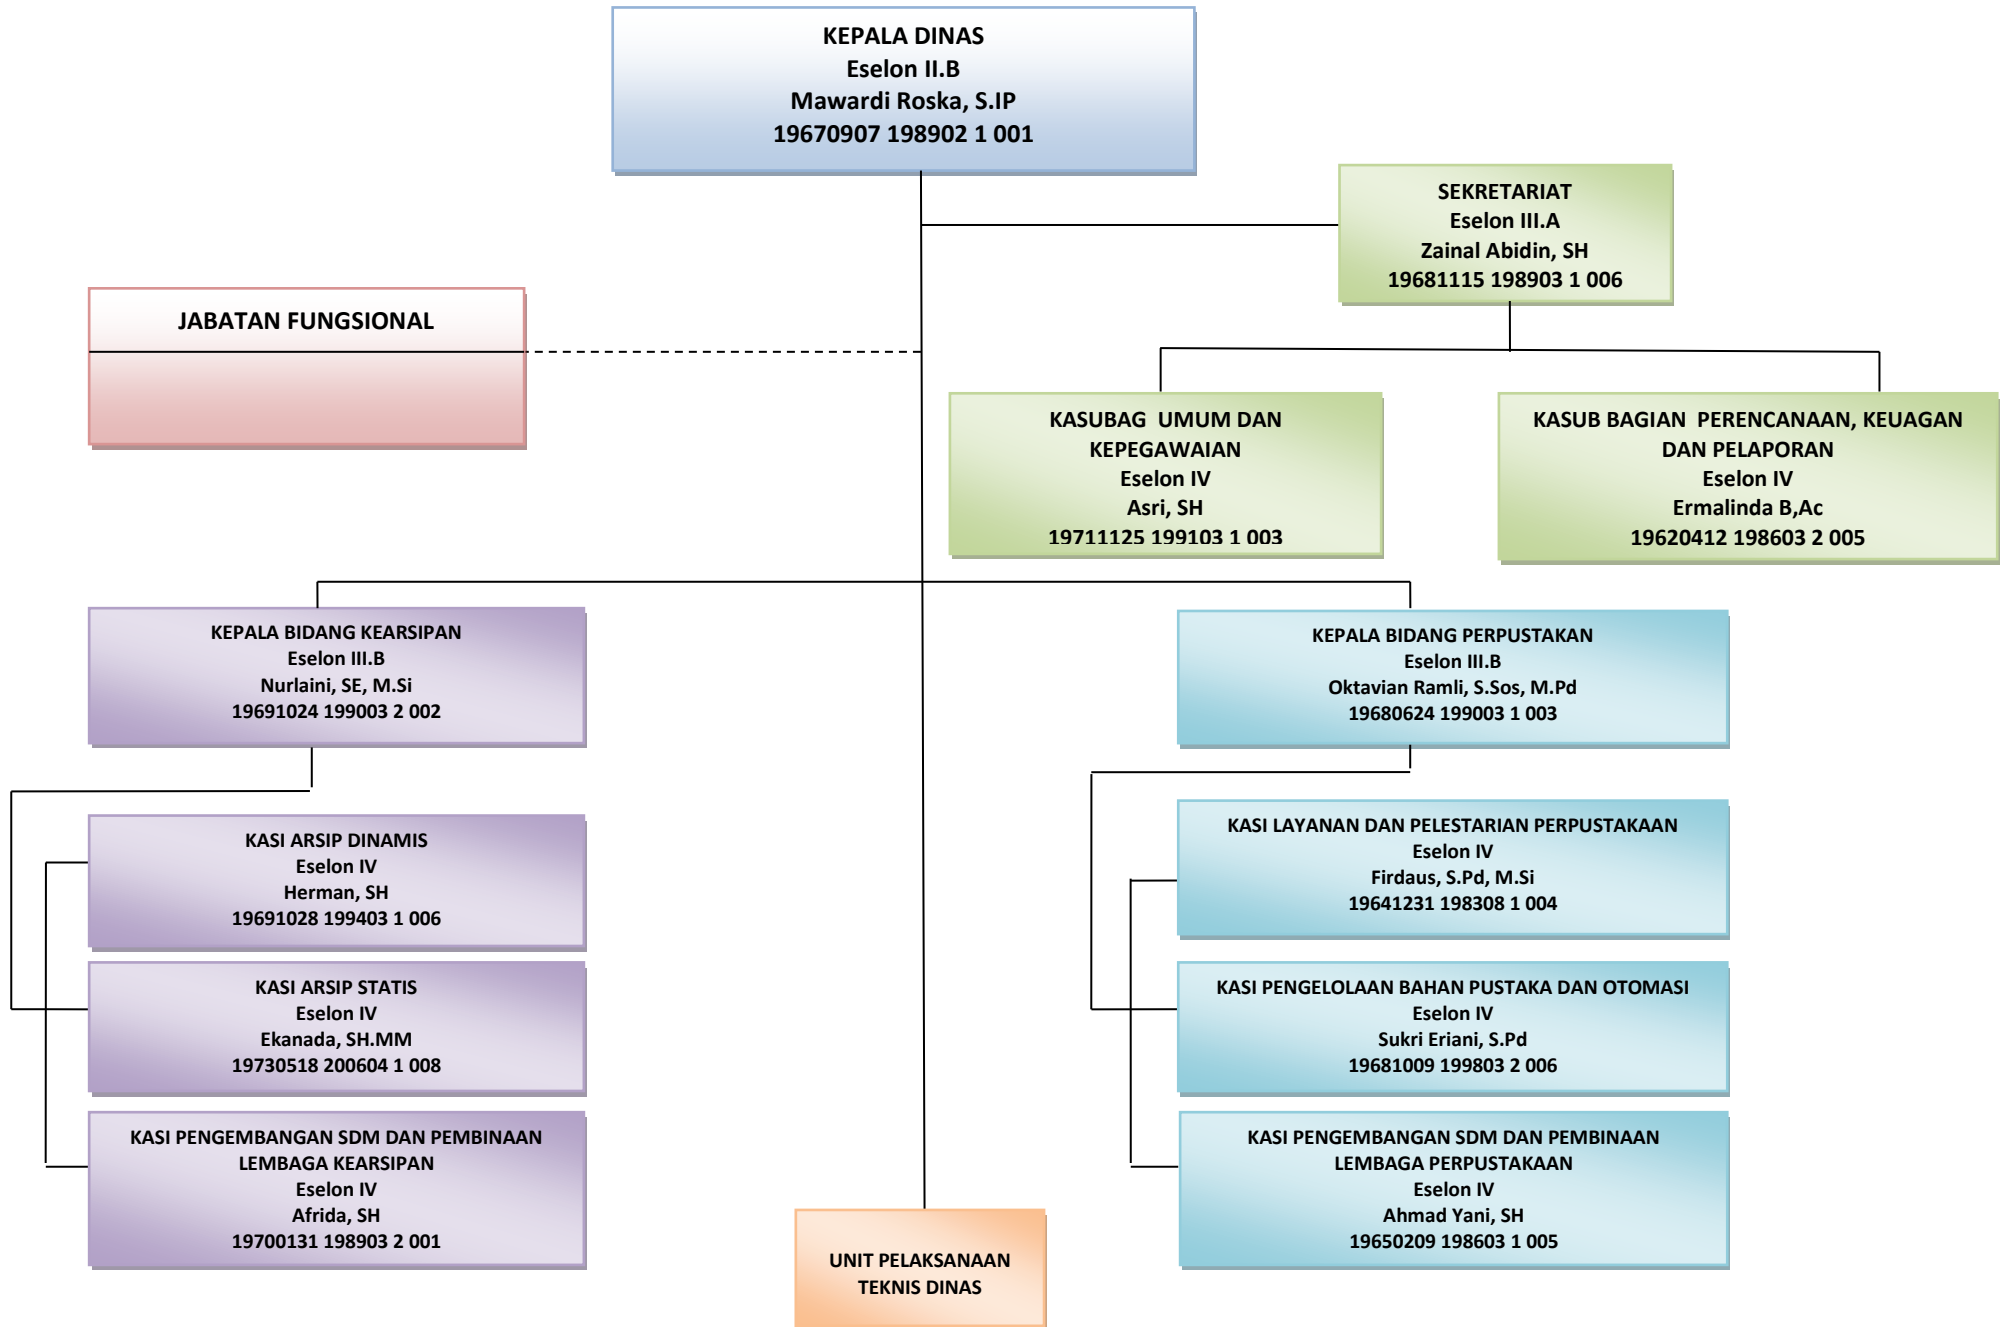 KEPALA DINAS
Eselon II.B
Mawardi Roska, S.IP
19670907 198902 1 001
SEKRETARIAT
Eselon III.A
Zainal Abidin, SH
19681115 198903 1 006
JABATAN FUNGSIONAL
KASUBAG  UMUM DAN
KEPEGAWAIAN
Eselon IV
Asri, SH
19711125 199103 1 003
KASUB BAGIAN  PERENCANAAN, KEUAGAN
DAN PELAPORAN
Eselon IV
Ermalinda B,Ac
19620412 198603 2 005
KEPALA BIDANG KEARSIPAN
Eselon III.B
Nurlaini, SE, M.Si
19691024 199003 2 002
KEPALA BIDANG PERPUSTAKAN
Eselon III.B
Oktavian Ramli, S.Sos, M.Pd
19680624 199003 1 003
KASI ARSIP DINAMIS
Eselon IV
Herman, SH
19691028 199403 1 006
KASI LAYANAN DAN PELESTARIAN PERPUSTAKAAN
Eselon IV
Firdaus, S.Pd, M.Si
19641231 198308 1 004
KASI ARSIP STATIS
Eselon IV
Ekanada, SH.MM
19730518 200604 1 008
KASI PENGELOLAAN BAHAN PUSTAKA DAN OTOMASI
Eselon IV
Sukri Eriani, S.Pd
19681009 199803 2 006
KASI PENGEMBANGAN SDM DAN PEMBINAAN
LEMBAGA KEARSIPAN
Eselon IV
Afrida, SH
19700131 198903 2 001
KASI PENGEMBANGAN SDM DAN PEMBINAAN
LEMBAGA PERPUSTAKAAN
Eselon IV
Ahmad Yani, SH
19650209 198603 1 005
UNIT PELAKSANAAN
TEKNIS DINAS